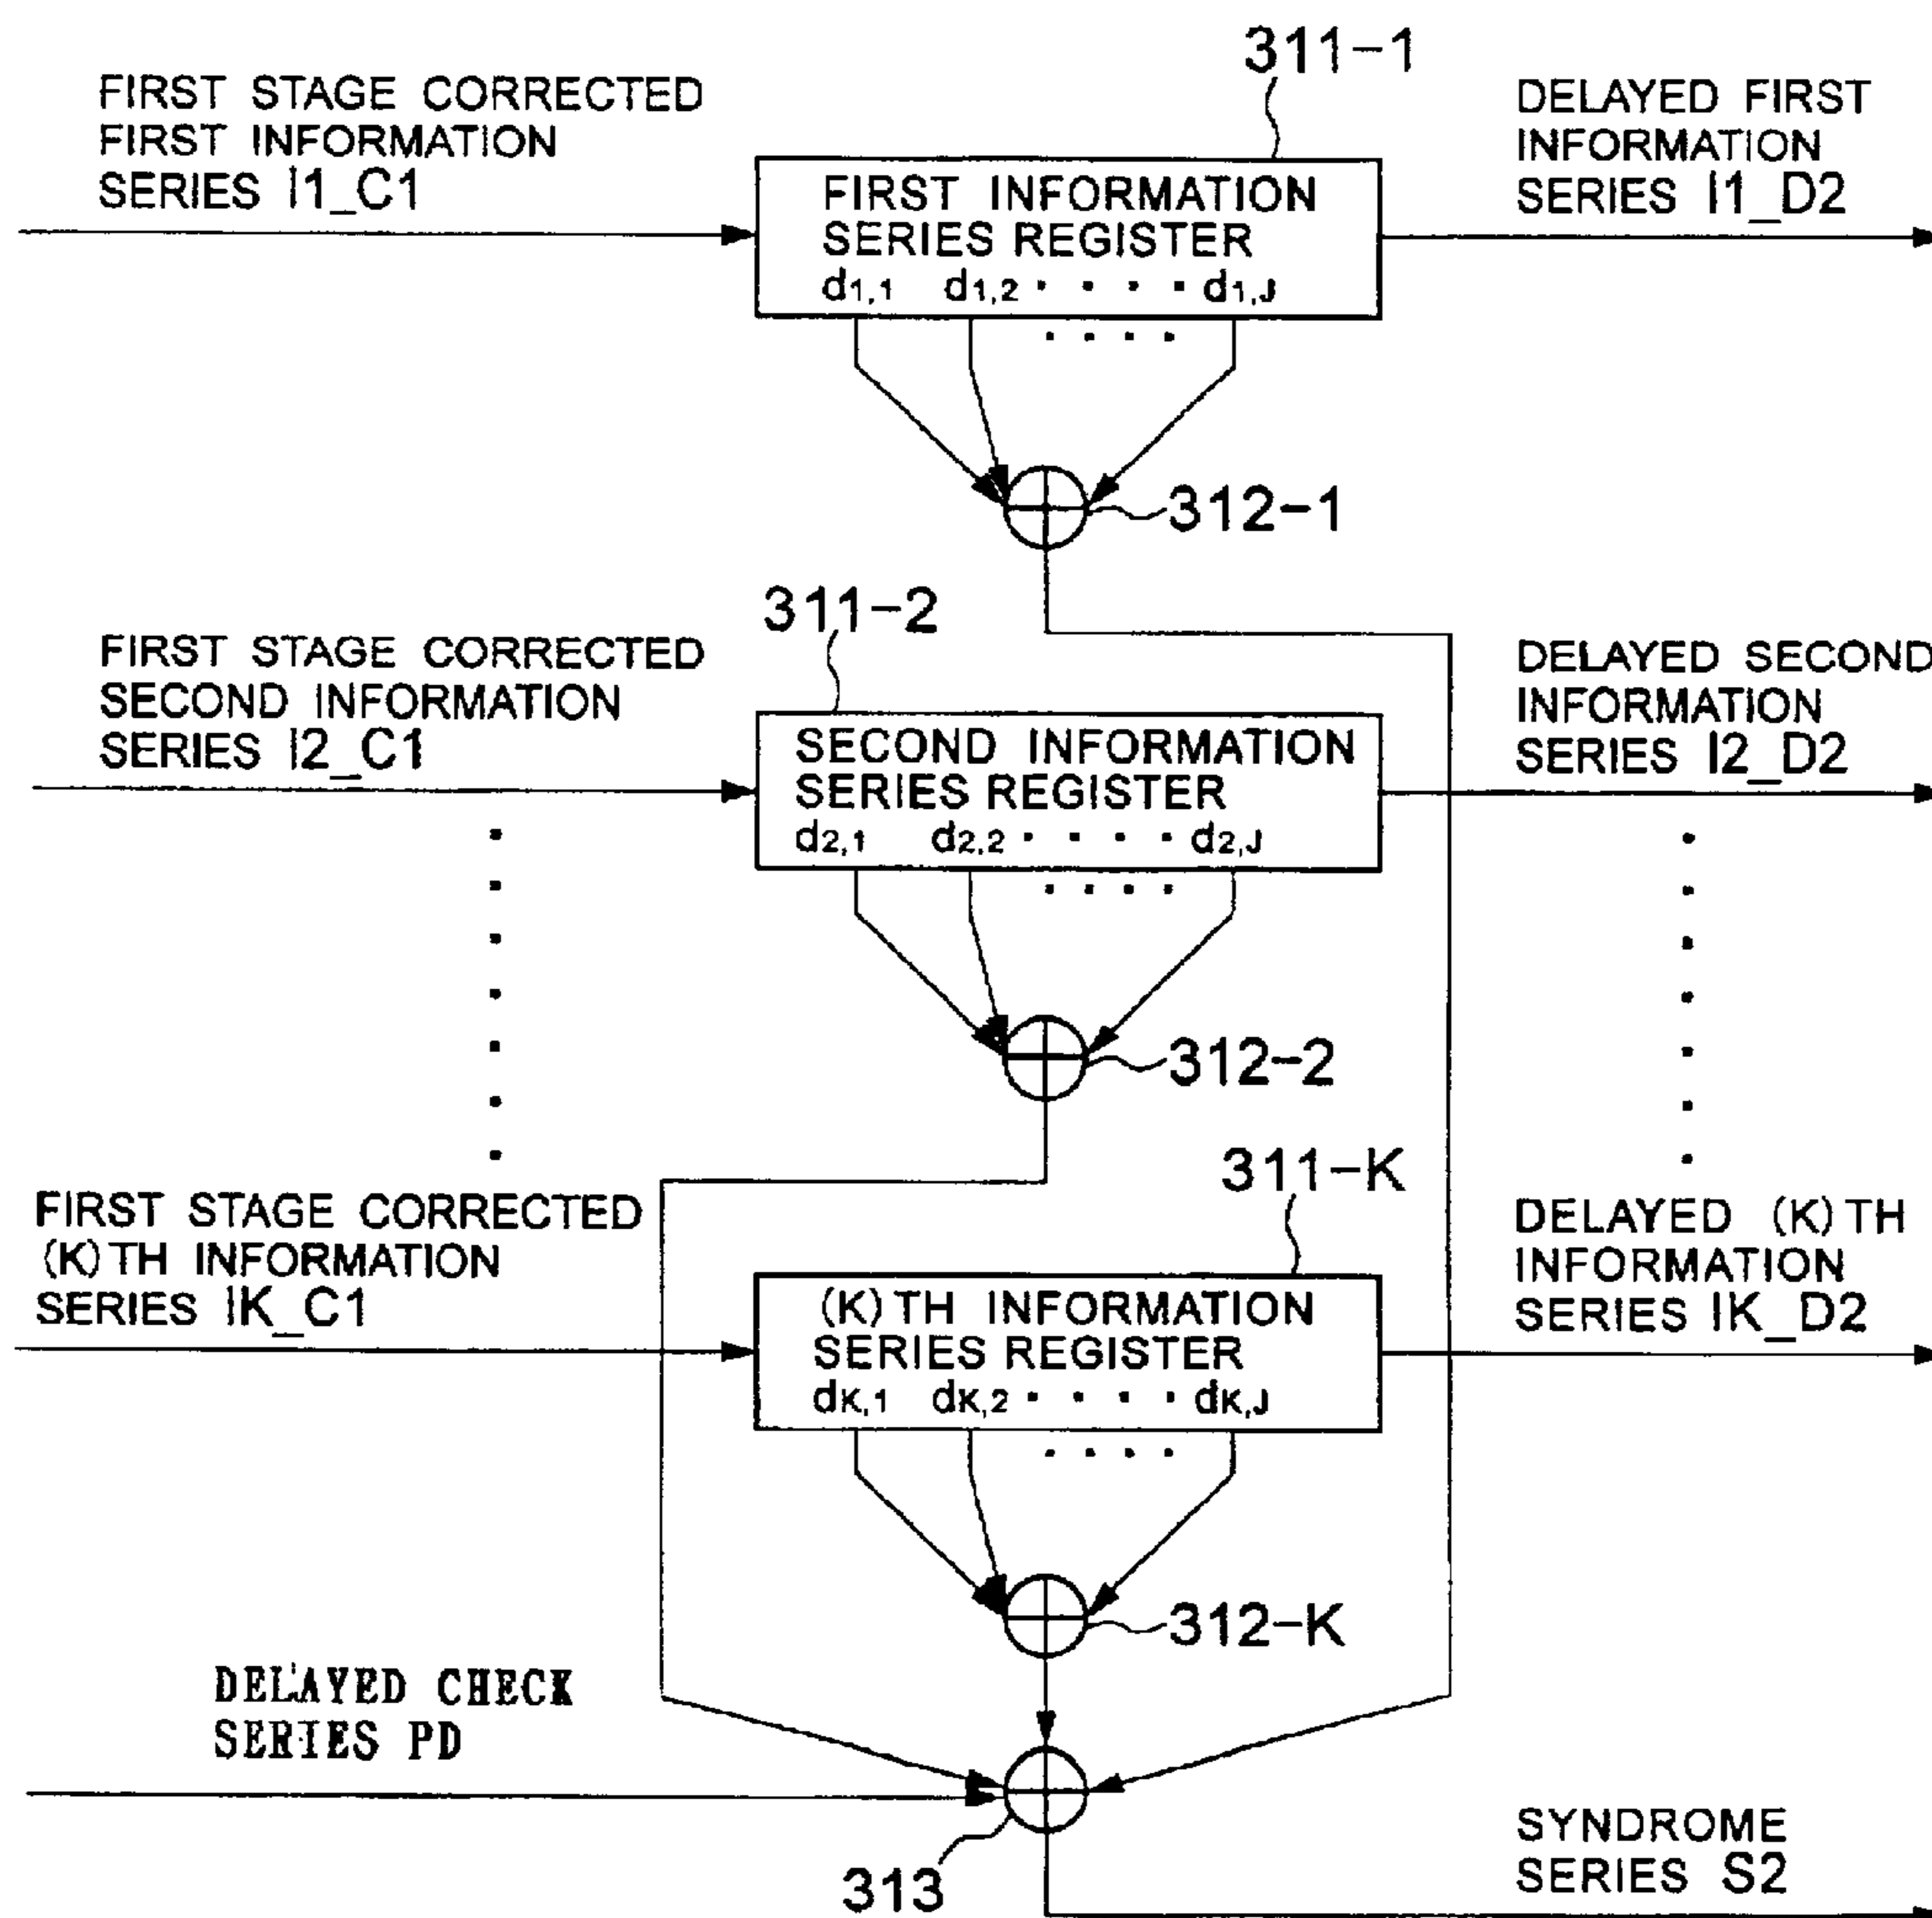 311-1
FIRST STAGE CORRECTED
FIRST INFORMATION
SERIES I1_C1
FIRST INFORMATION
SERIES REGISTER
d1,1 d1,2 · · · · d1,J
· · · ·
DELAYED FIRST
INFORMATION
SERIES I1_D2
312-1
311-2
FIRST STAGE CORRECTED
SECOND INFORMATION
SERIES I2_C1
SECOND INFORMATION
SERIES REGISTER
d2,1 d2,2 · · · · d2,J
· · · ·
DELAYED SECOND
INFORMATION
SERIES I2_D2
312-2
311-K
FIRST STAGE CORRECTED
(K)TH INFORMATION
SERIES IK_C1
(K)TH INFORMATION
SERIES REGISTER
dK,1 dK,2 · · · · dK,J
· · · ·
DELAYED (K)TH
INFORMATION
SERIES IK_D2
312-K
DELAYED CHECK
SERIES PD
313
SYNDROME
SERIES S2